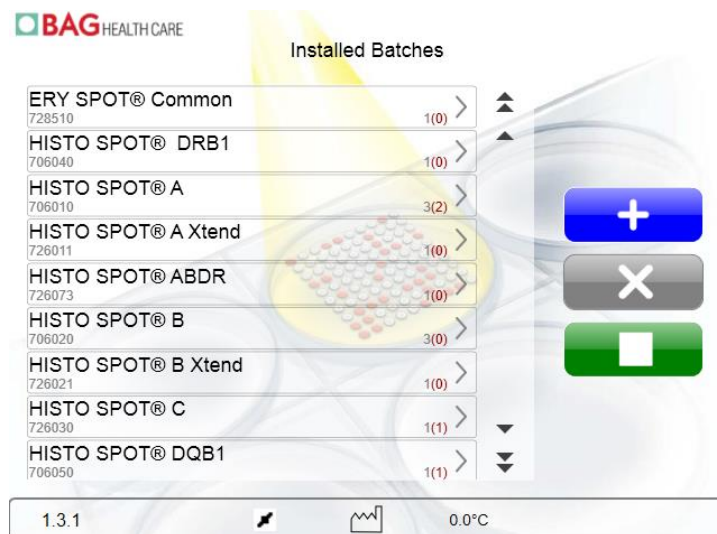 BAG HEALTH CARE
Installed Batches
ERY SPOT® Common
728510
1(0)
HISTO SPOT® DRB1
706040
1(0)
HISTO SPOT® A
706010
3(2)
HISTO SPOT® A Xtend
726011
1(0)
HISTO SPOT® ABDR
726073
1(0)
HISTO SPOT® B
706020
3(0)
HISTO SPOT® B Xtend
726021
1(0)
HISTO SPOT® C
726030
1(1)
HISTO SPOT® DQB1
706050
1(1)
1.3.1
0.0°C